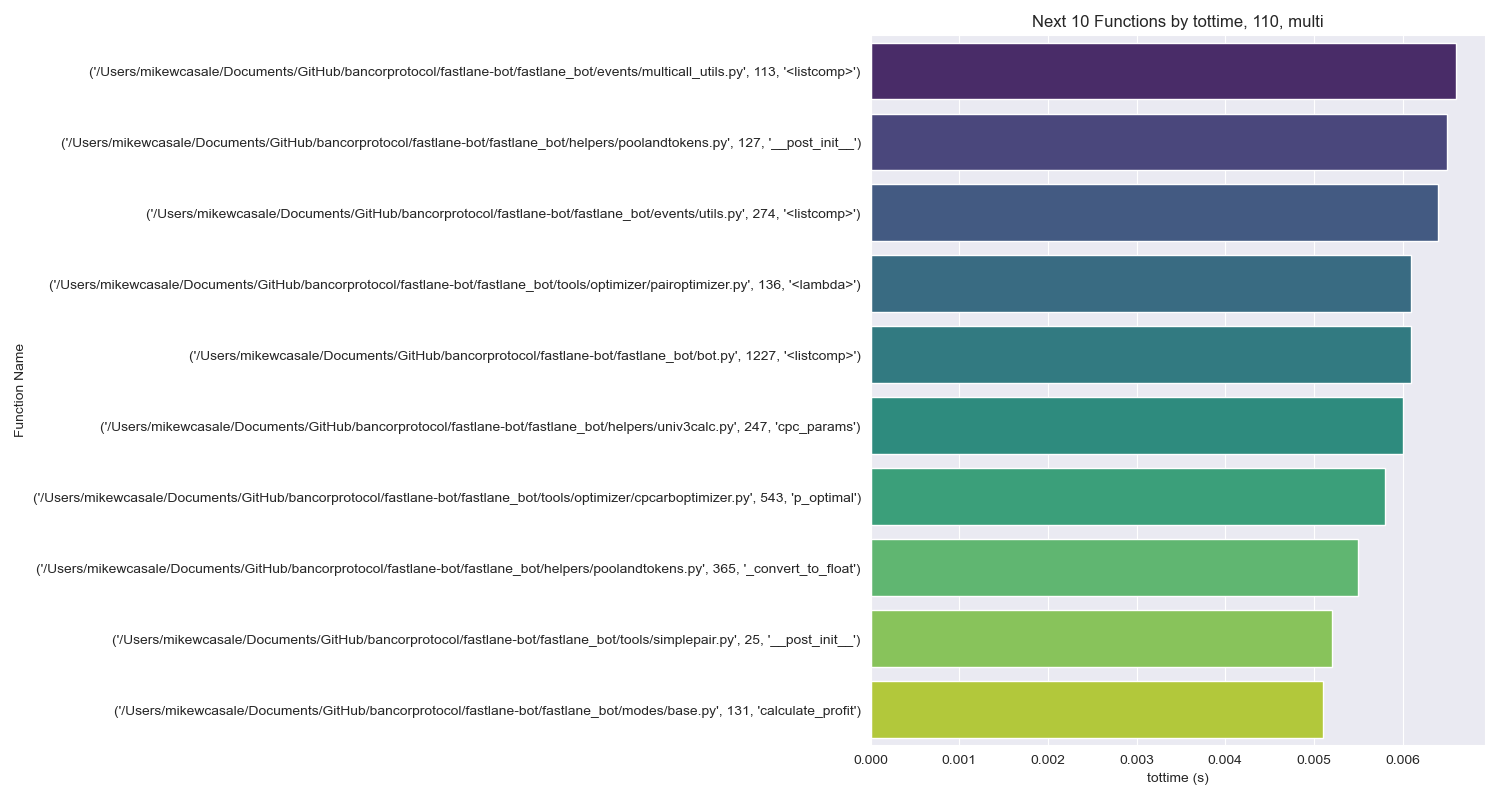 Next 10 Functions by tottime, 110, multi
('/Users/mikewcasale/Documents/GitHub/bancorprotocol/fastlane-bot/fastlane_bot/events/multicall_utils.py', 113, '<listcomp>')
('/Users/mikewcasale/Documents/GitHub/bancorprotocol/fastlane-bot/fastlane_bot/helpers/poolandtokens.py', 127, '__post_init__')
('/Users/mikewcasale/Documents/GitHub/bancorprotocol/fastlane-bot/fastlane_bot/events/utils.py', 274, '<listcomp>')
('/Users/mikewcasale/Documents/GitHub/bancorprotocol/fastlane-bot/fastlane_bot/tools/optimizer/pairoptimizer.py', 136, '<lambda>')
('/Users/mikewcasale/Documents/GitHub/bancorprotocol/fastlane-bot/fastlane_bot/bot.py', 1227, '<listcomp>')
('/Users/mikewcasale/Documents/GitHub/bancorprotocol/fastlane-bot/fastlane_bot/helpers/univ3calc.py', 247, 'cpc_params')
('/Users/mikewcasale/Documents/GitHub/bancorprotocol/fastlane-bot/fastlane_bot/tools/optimizer/cpcarboptimizer.py', 543, 'p_optimal')
('/Users/mikewcasale/Documents/GitHub/bancorprotocol/fastlane-bot/fastlane_bot/helpers/poolandtokens.py', 365, '_convert_to_float')
('/Users/mikewcasale/Documents/GitHub/bancorprotocol/fastlane-bot/fastlane_bot/tools/simplepair.py', 25, '__post_init__')
('/Users/mikewcasale/Documents/GitHub/bancorprotocol/fastlane-bot/fastlane_bot/modes/base.py', 131, 'calculate_profit')
Function Name
0.000 0.001 0.002 0.003 0.004 0.005 0.006
tottime (s)